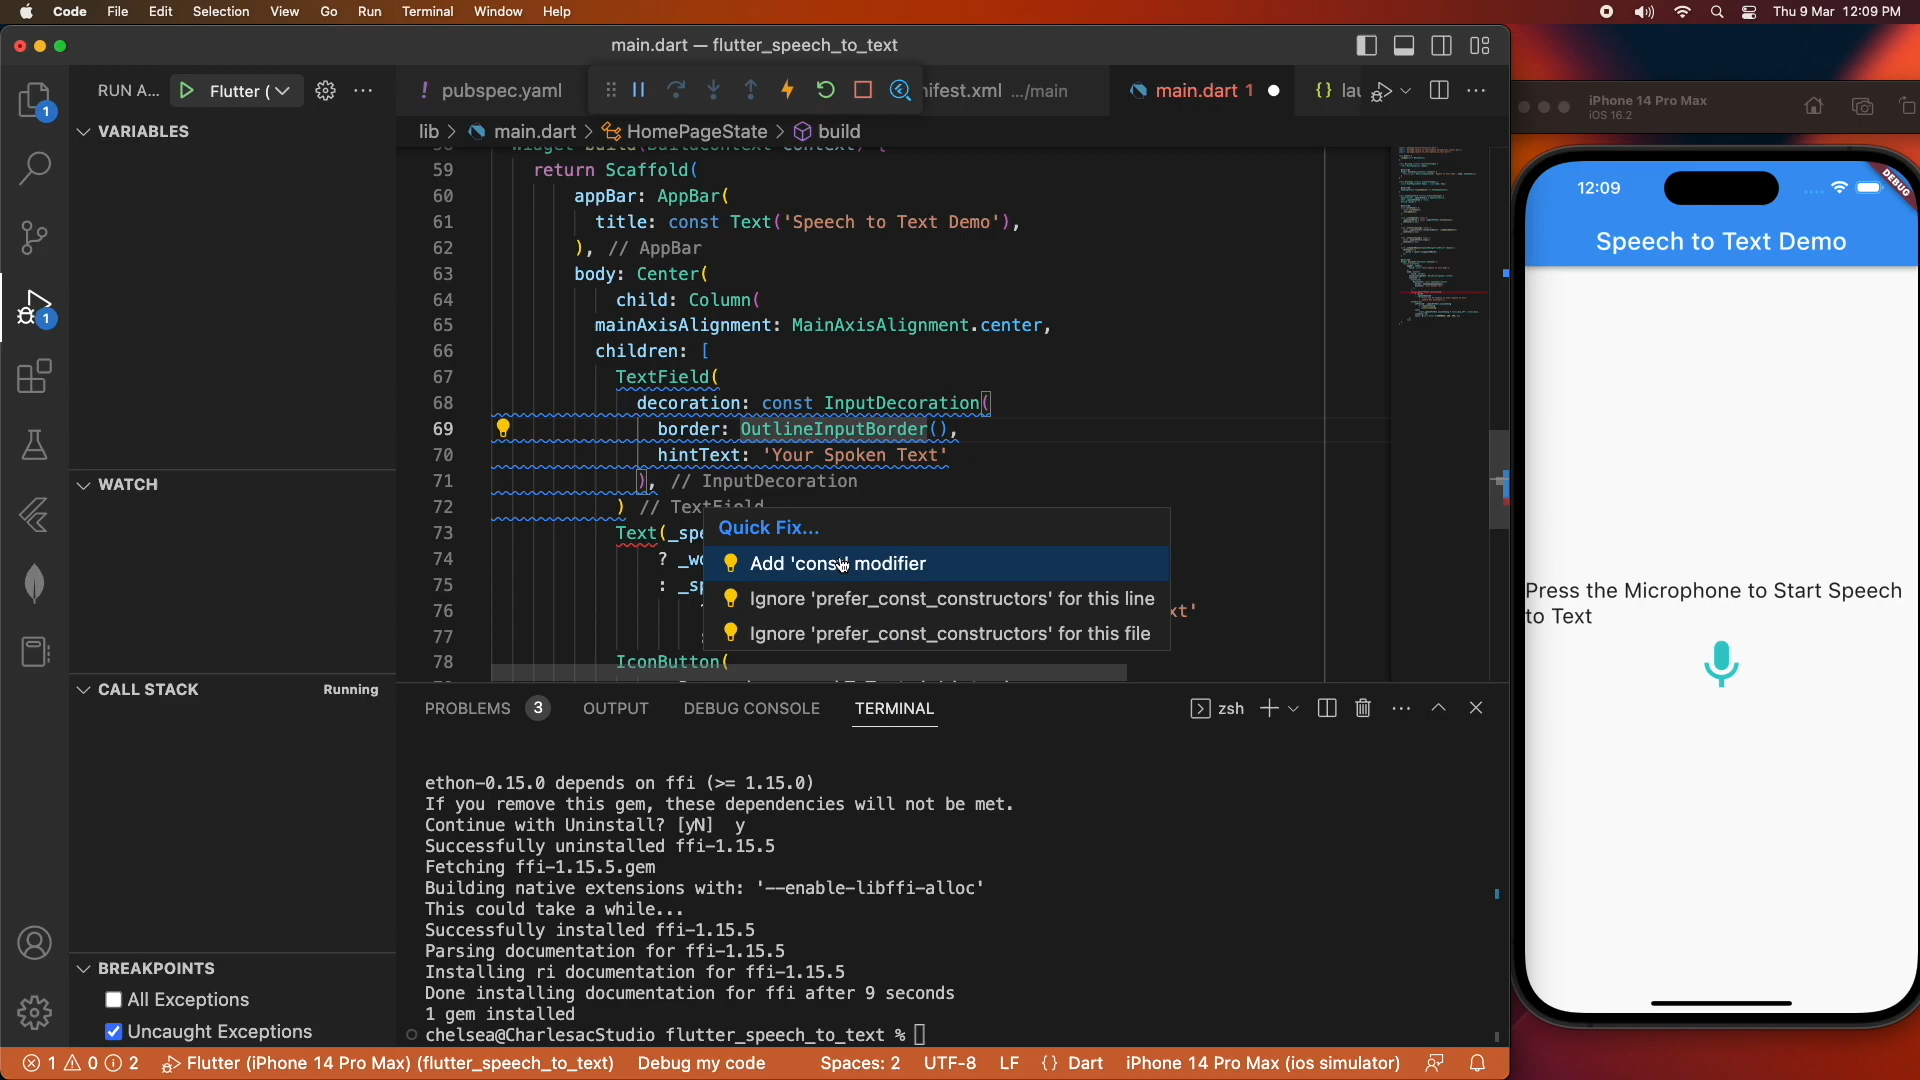 Code File Edit Selection View Go Run Terminal Window Help
Thu 9 Mar 12:09 PM
main.dart — flutter_speech_to_text
RUN A... Flutter (
! pubspec.yaml
ifest.xml .../main
main.dart 1
{} lau
1
VARIABLES
lib > main.dart > HomePageState > build
59 return Scaffold(
60 appBar: AppBar(
61 title: const Text('Speech to Text Demo'),
62 ), // AppBar
63 body: Center(
64 child: Column(
65 mainAxisAlignment: MainAxisAlignment.center,
66 children: [
67 TextField(
68 decoration: const InputDecoration(
69 border: OutlineInputBorder(),
70 hintText: 'Your Spoken Text'
71 ), // InputDecoration
72 ) // TextField
73 Text(_spe
74 ? _wo
75 : _sp
76 xt'
77
78 IconButton(
Quick Fix...
Add 'const' modifier
Ignore 'prefer_const_constructors' for this line
Ignore 'prefer_const_constructors' for this file
1
WATCH
CALL STACK Running
BREAKPOINTS
All Exceptions
Uncaught Exceptions
PROBLEMS 3 OUTPUT DEBUG CONSOLE TERMINAL
zsh
ethon-0.15.0 depends on ffi (>= 1.15.0)
If you remove this gem, these dependencies will not be met.
Continue with Uninstall? [yN] y
Successfully uninstalled ffi-1.15.5
Fetching ffi-1.15.5.gem
Building native extensions with: '--enable-libffi-alloc'
This could take a while...
Successfully installed ffi-1.15.5
Parsing documentation for ffi-1.15.5
Installing ri documentation for ffi-1.15.5
Done installing documentation for ffi after 9 seconds
1 gem installed
chelsea@CharlesacStudio flutter_speech_to_text %
1 0 2 Flutter (iPhone 14 Pro Max) (flutter_speech_to_text) Debug my code Spaces: 2 UTF-8 LF {} Dart iPhone 14 Pro Max (ios simulator)
iPhone 14 Pro Max
iOS 16.2
12:09
DEBUG
Speech to Text Demo
Press the Microphone to Start Speech
to Text